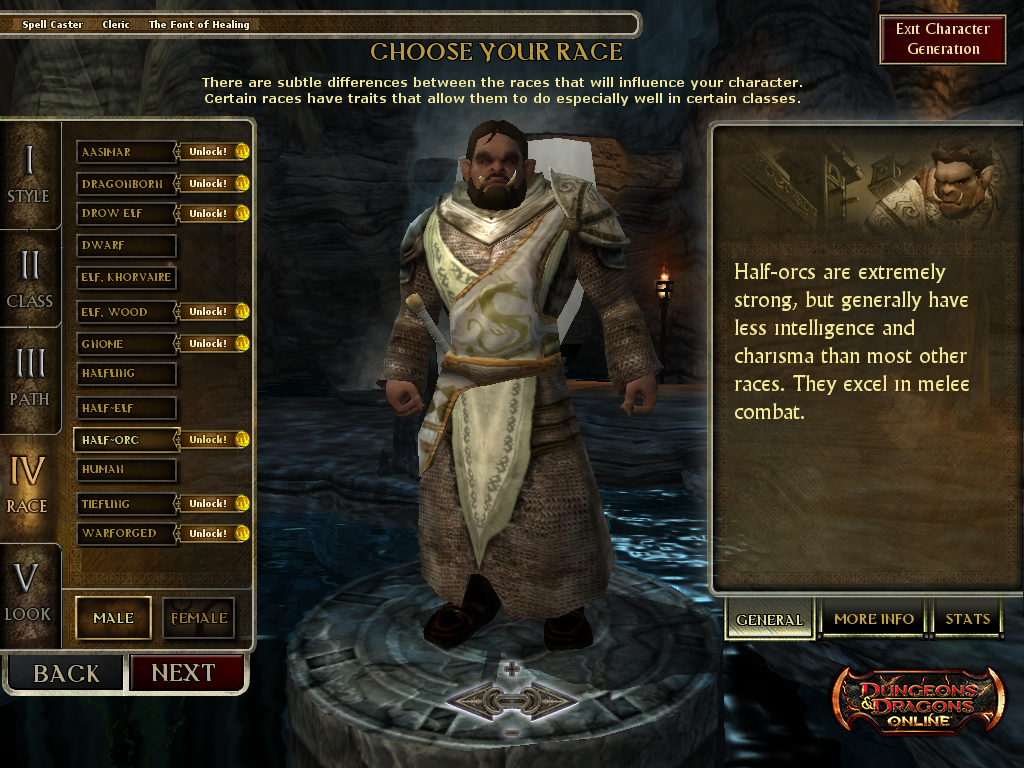 Spell Caster Cleric The Font of Healing
Exit Character
Generation
CHOOSE YOUR RACE
There are subtle differences between the races that will influence your character.
Certain races have traits that allow them to do especially well in certain classes.
I
STYLE
II
CLASS
III
PATH
IV
RACE
V
LOOK
AASIMAR Unlock!
DRAGONBORN Unlock!
DROW ELF Unlock!
DWARF
ELF, KHORVAIRE
ELF, WOOD Unlock!
GNOME Unlock!
HALFLING
HALF-ELF
HALF-ORC Unlock!
HUMAN
TIEFLING Unlock!
WARFORGED Unlock!
MALE FEMALE
BACK NEXT
Half-orcs are extremely
strong, but generally have
less intelligence and
charisma than most other
races. They excel in melee
combat.
GENERAL MORE INFO STATS
DUNGEONS
& DRAGONS
ONLINE